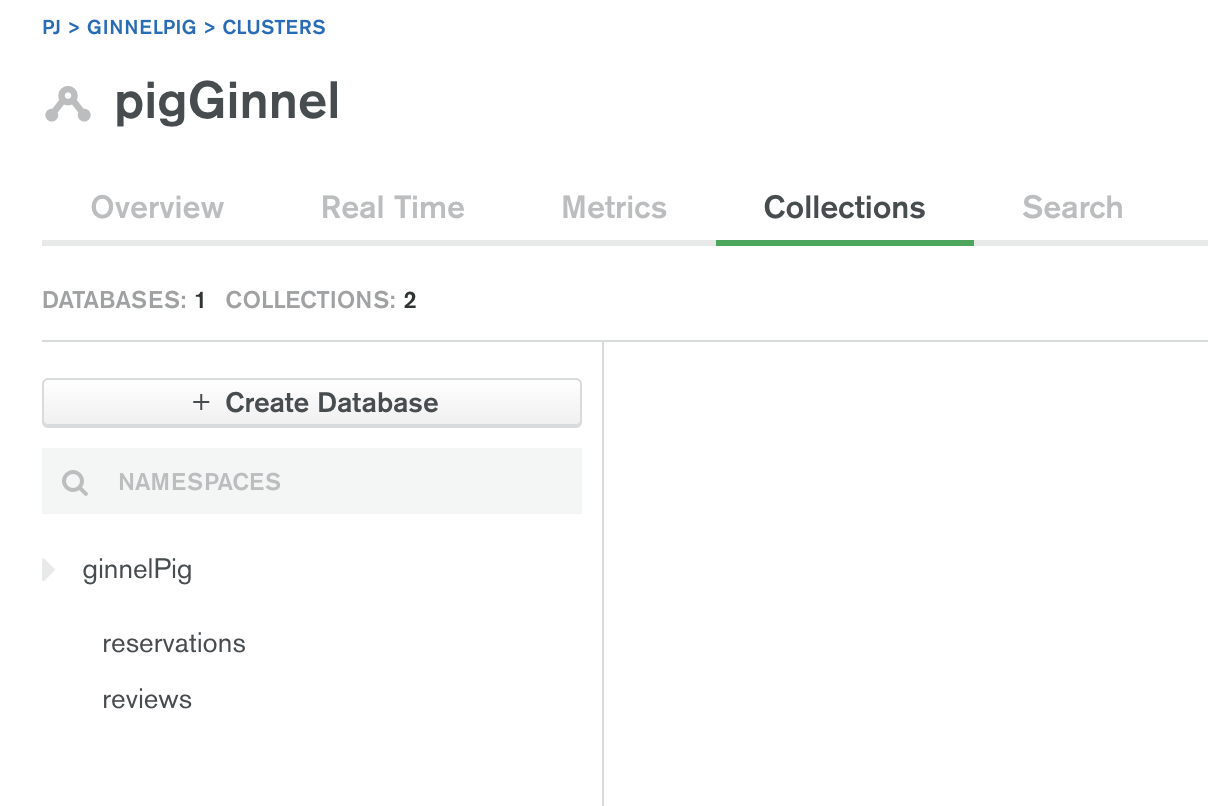 PJ > GINNELPIG > CLUSTERS
pigGinnel
Overview Real Time Metrics Collections Search
DATABASES: 1 COLLECTIONS: 2
+ Create Database
NAMESPACES
ginnelPig
reservations
reviews